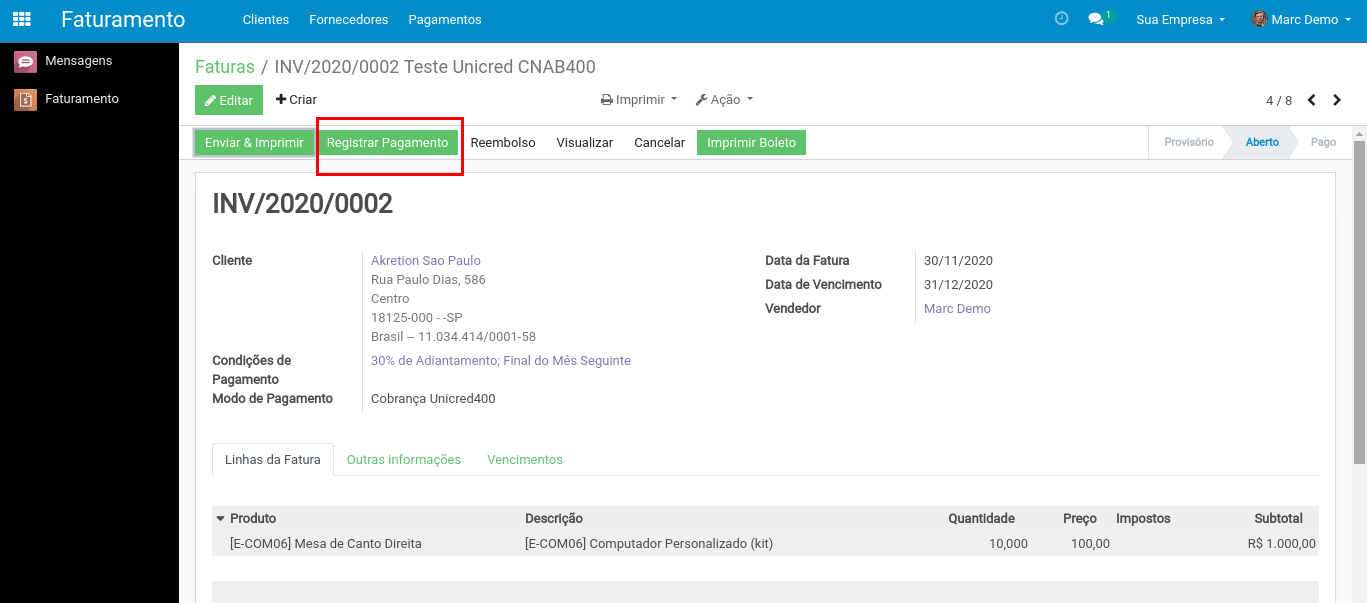 Faturamento
Clientes Fornecedores Pagamentos
1
Sua Empresa
Marc Demo
Mensagens
Faturamento
Faturas / INV/2020/0002 Teste Unicred CNAB400
Editar Criar
Imprimir Ação
4 / 8
Enviar & Imprimir Registrar Pagamento Reembolso Visualizar Cancelar Imprimir Boleto
Provisório Aberto Pago
INV/2020/0002
Cliente
Akretion Sao Paulo
Rua Paulo Dias, 586
Centro
18125-000 - -SP
Brasil – 11.034.414/0001-58
Condições de
Pagamento
30% de Adiantamento; Final do Mês Seguinte
Modo de Pagamento Cobrança Unicred400
Data da Fatura 30/11/2020
Data de Vencimento 31/12/2020
Vendedor Marc Demo
Linhas da Fatura Outras informações Vencimentos
Produto Descrição Quantidade Preço Impostos Subtotal
[E-COM06] Mesa de Canto Direita [E-COM06] Computador Personalizado (kit) 10,000 100,00 R$ 1.000,00